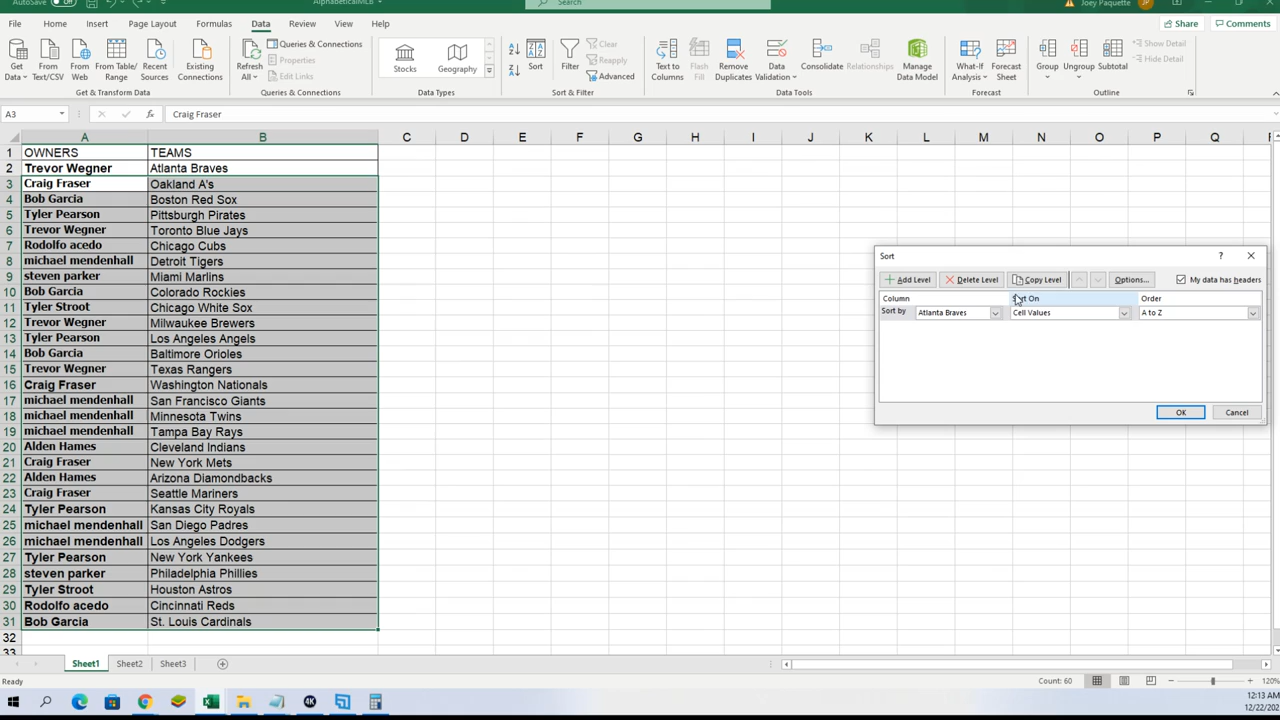 AutoSave Off AlphabeticalMLB Search Joey Paquette JP
File Home Insert Page Layout Formulas Data Review View Help Share Comments
Get Data From Text/CSV From Web From Table/Range Recent Sources Existing Connections
Refresh All Queries & Connections Properties Edit Links
Stocks Geography
Sort Filter Clear Reapply Advanced
Text to Columns Flash Fill Remove Duplicates Data Validation Consolidate Relationships Manage Data Model
What-If Analysis Forecast Sheet Group Ungroup Subtotal Show Detail Hide Detail
Get & Transform Data Queries & Connections Data Types Sort & Filter Data Tools Forecast Outline
A3 fx Craig Fraser
A B C D E F G H I J K L M N O P Q R
1 OWNERS TEAMS
2 Trevor Wegner Atlanta Braves
3 Craig Fraser Oakland A's
4 Bob Garcia Boston Red Sox
5 Tyler Pearson Pittsburgh Pirates
6 Trevor Wegner Toronto Blue Jays
7 Rodolfo acedo Chicago Cubs
8 michael mendenhall Detroit Tigers
9 steven parker Miami Marlins
10 Bob Garcia Colorado Rockies
11 Tyler Stroot Chicago White Sox
12 Trevor Wegner Milwaukee Brewers
13 Tyler Pearson Los Angeles Angels
14 Bob Garcia Baltimore Orioles
15 Trevor Wegner Texas Rangers
16 Craig Fraser Washington Nationals
17 michael mendenhall San Francisco Giants
18 michael mendenhall Minnesota Twins
19 michael mendenhall Tampa Bay Rays
20 Alden Hames Cleveland Indians
21 Craig Fraser New York Mets
22 Alden Hames Arizona Diamondbacks
23 Craig Fraser Seattle Mariners
24 Tyler Pearson Kansas City Royals
25 michael mendenhall San Diego Padres
26 michael mendenhall Los Angeles Dodgers
27 Tyler Pearson New York Yankees
28 steven parker Philadelphia Phillies
29 Tyler Stroot Houston Astros
30 Rodolfo acedo Cincinnati Reds
31 Bob Garcia St. Louis Cardinals
32
33
Sort ?
Add Level Delete Level Copy Level Options... My data has headers
Column Sort On Order
Sort by Atlanta Braves Cell Values A to Z
OK Cancel
Sheet1 Sheet2 Sheet3
Ready Count: 60 120%
4K
12:13 AM
12/22/202